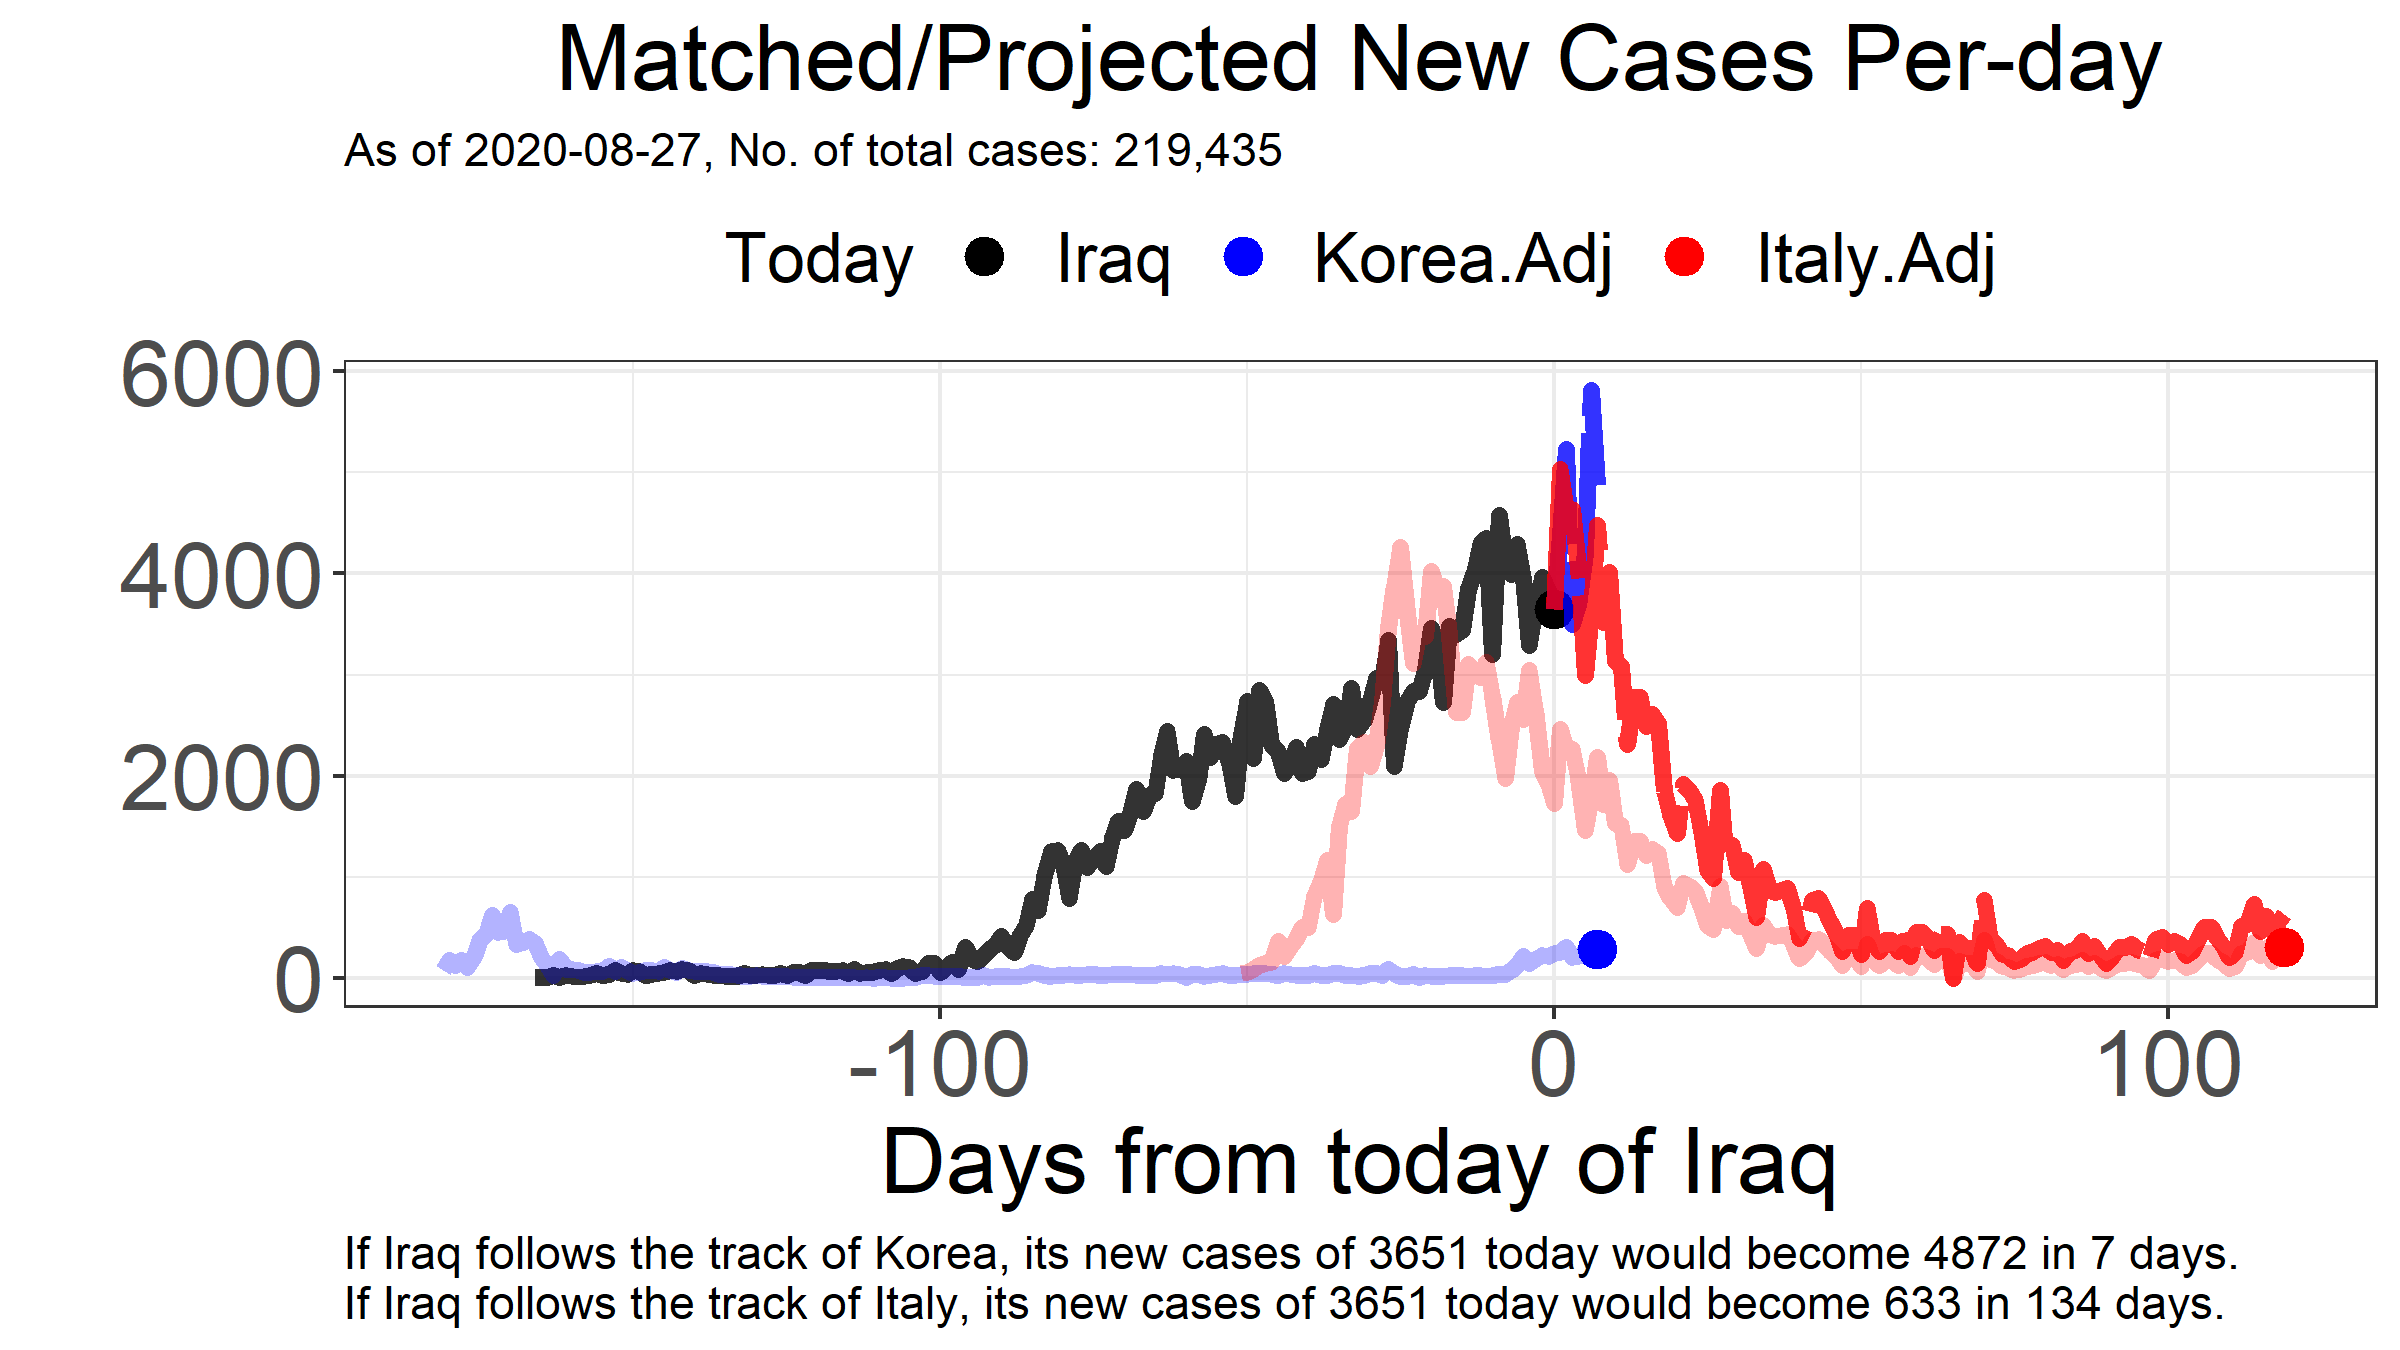 Matched/Projected New Cases Per-day
As of 2020-08-27, No. of total cases: 219,435
Today Iraq Korea.Adj Italy.Adj
6000
4000
2000
0
-100 0 100
Days from today of Iraq
If Iraq follows the track of Korea, its new cases of 3651 today would become 4872 in 7 days.
If Iraq follows the track of Italy, its new cases of 3651 today would become 633 in 134 days.